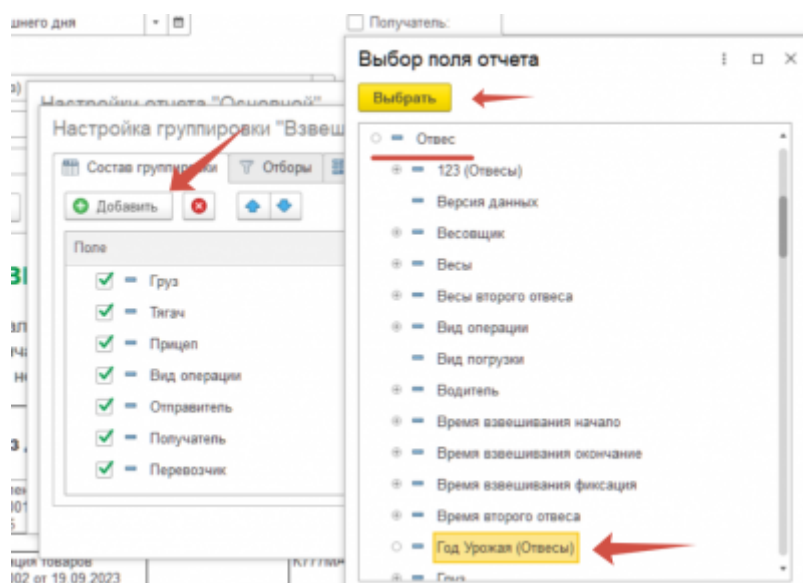 шнего дня
Получатель:
Выбор поля отчета
Выбрать
Настройки отчета "Основной"
Настройка группировки "Взвеш
Состав группировки
Отборы
Добавить
Поле
Груз
Тягач
Прицеп
Вид операции
Отправитель
Получатель
Перевозчик
Отвес
123 (Отвесы)
Версия данных
Весовщик
Весы
Весы второго отвеса
Вид операции
Вид погрузки
Водитель
Время взвешивания начало
Время взвешивания окончание
Время взвешивания фиксация
Время второго отвеса
Год Урожая (Отвесы)
Груз
ция товаров
002 от 19.09.2023